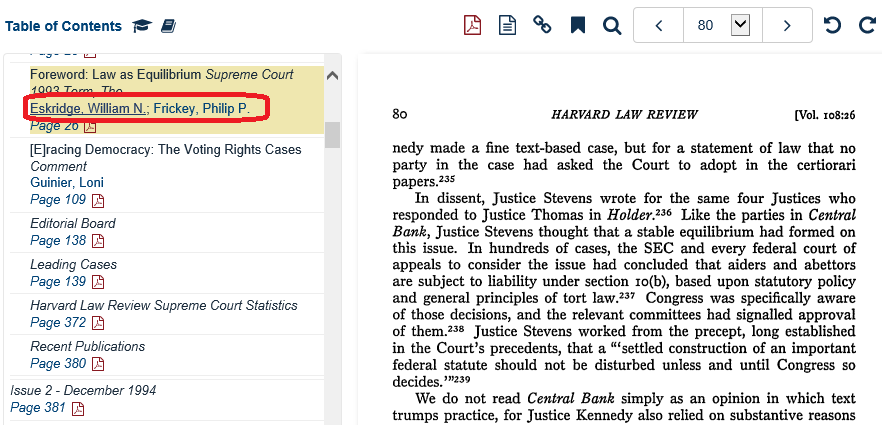 Table of Contents
80
Foreword: Law as Equilibrium Supreme Court
1993 Term, The
Eskridge, William N.; Frickey, Philip P.
Page 26
[E]racing Democracy: The Voting Rights Cases
Comment
Guinier, Loni
Page 109
Editorial Board
Page 138
Leading Cases
Page 139
Harvard Law Review Supreme Court Statistics
Page 372
Recent Publications
Page 380
Issue 2 - December 1994
Page 381
80 HARVARD LAW REVIEW [Vol. 108:26
nedy made a fine text-based case, but for a statement of law that no
party in the case had asked the Court to adopt in the certiorari
papers.235
In dissent, Justice Stevens wrote for the same four Justices who
responded to Justice Thomas in Holder.236 Like the parties in Central
Bank, Justice Stevens thought that a stable equilibrium had formed on
this issue. In hundreds of cases, the SEC and every federal court of
appeals to consider the issue had concluded that aiders and abettors
are subject to liability under section 10(b), based upon statutory policy
and general principles of tort law.237 Congress was specifically aware
of those decisions, and the relevant committees had signalled approval
of them.238 Justice Stevens worked from the precept, long established
in the Court's precedents, that a "'settled construction of an important
federal statute should not be disturbed unless and until Congress so
decides.'"239
We do not read Central Bank simply as an opinion in which text
trumps practice, for Justice Kennedy also relied on substantive reasons